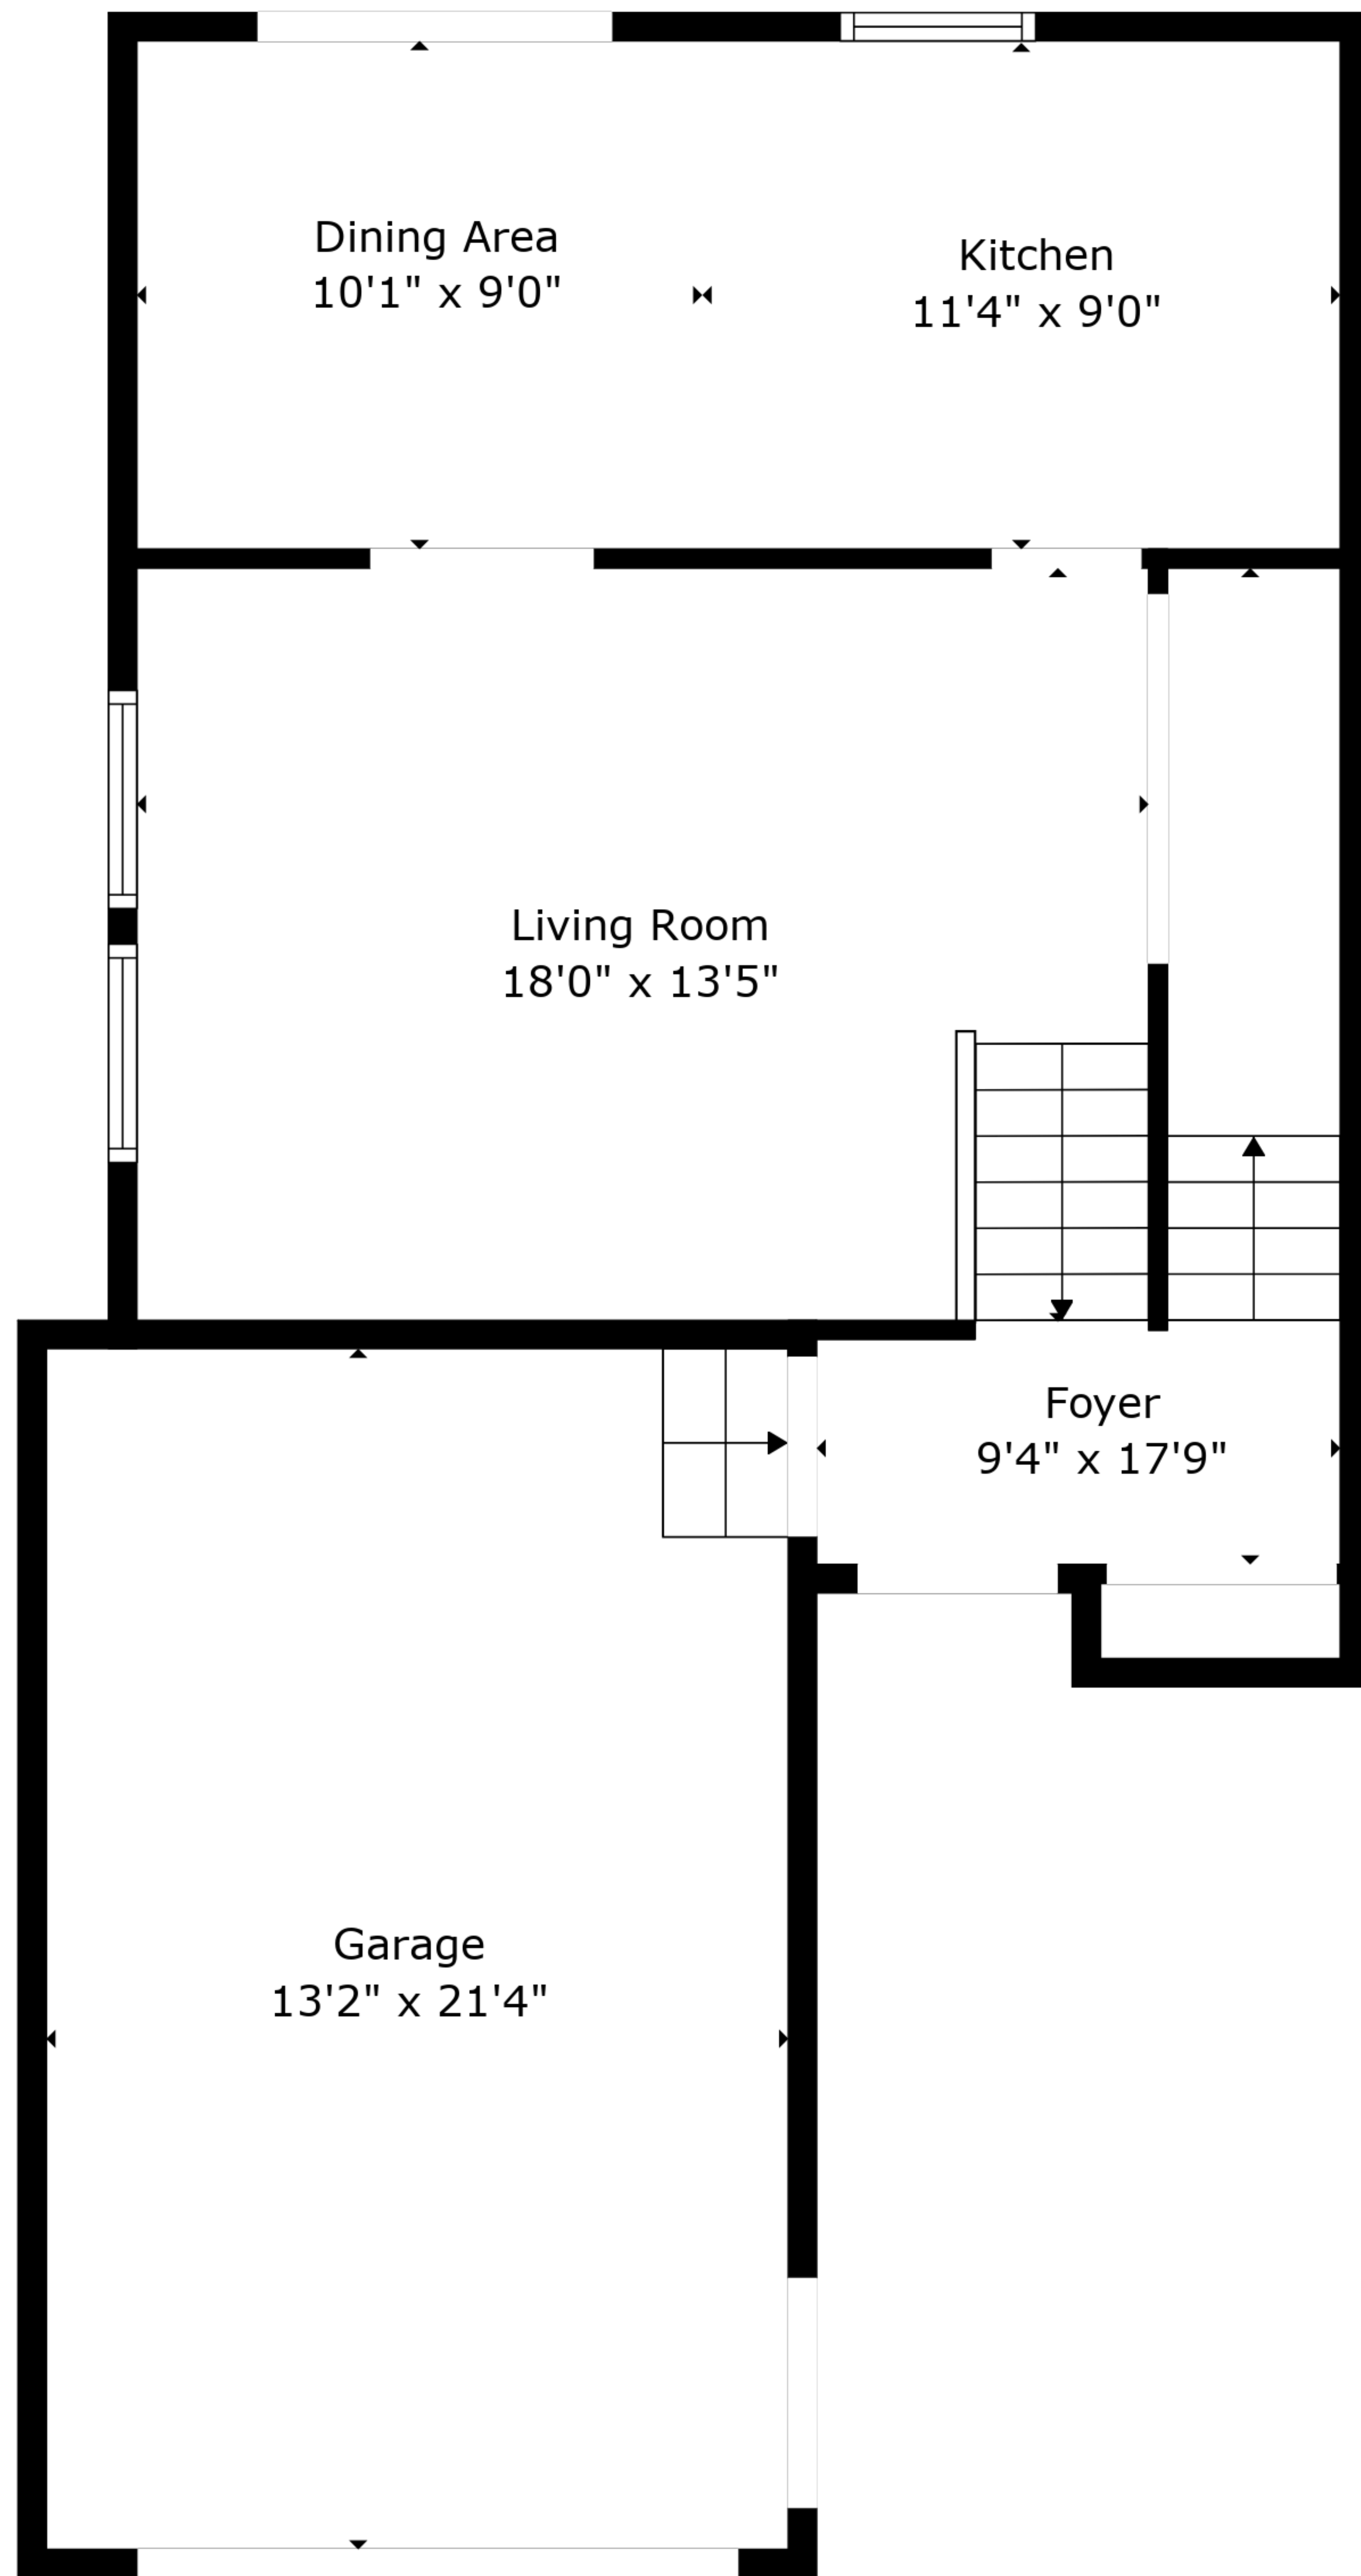 Dining Area
10'1" x 9'0"
Kitchen
11'4" x 9'0"
Living Room
18'0" x 13'5"
Foyer
9'4" x 17'9"
Garage
13'2" x 21'4"